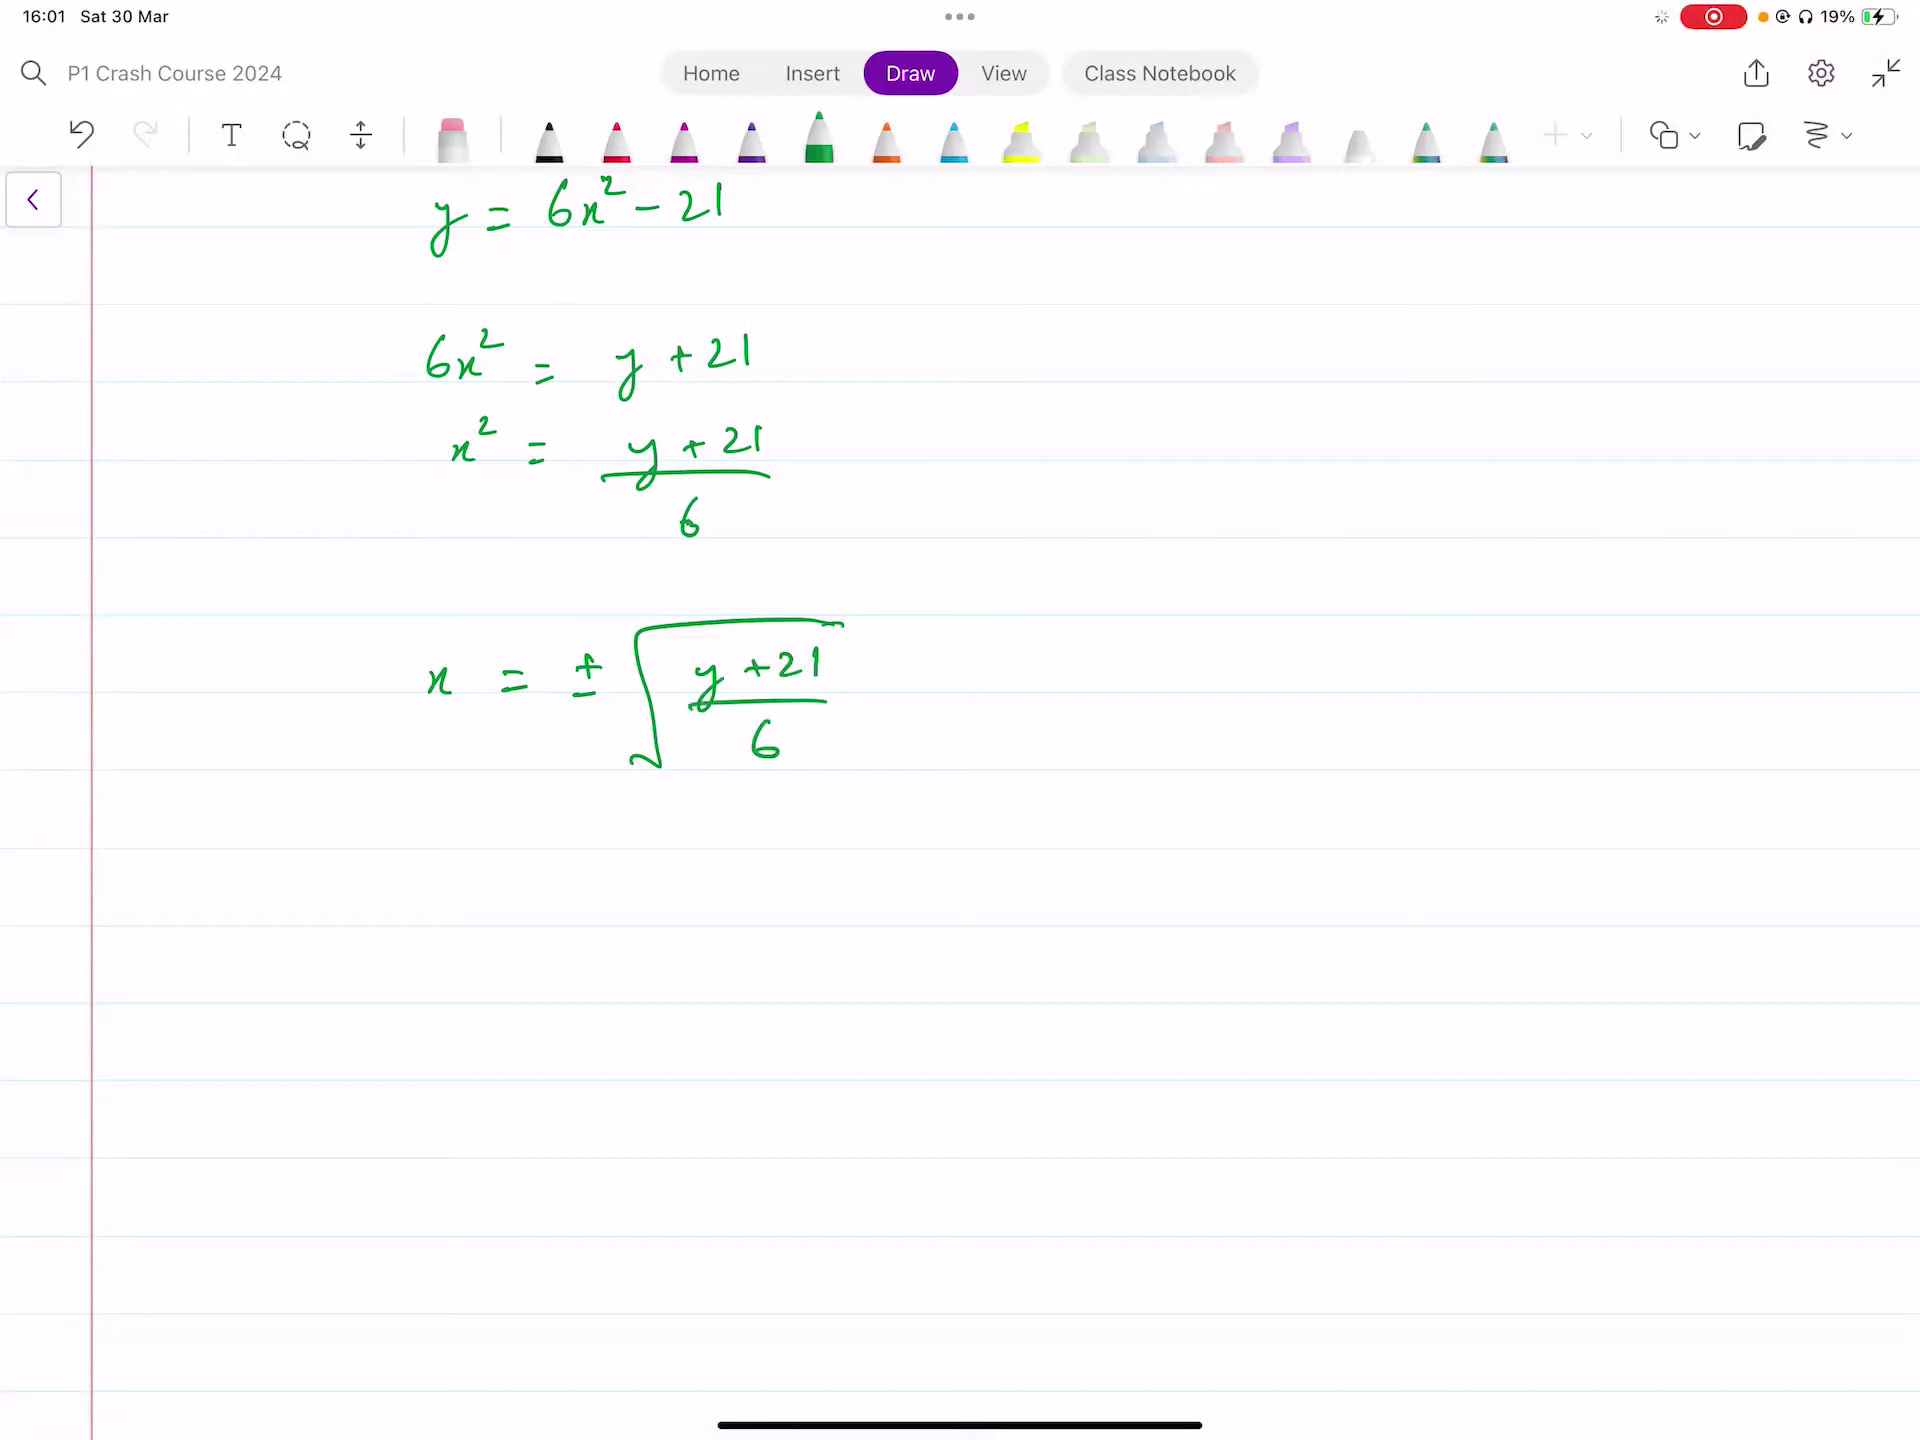 16:01 Sat 30 Mar
19%
P1 Crash Course 2024
Home Insert Draw View Class Notebook
T
y = 6x² - 21
6x² = y + 21
x² = (y + 21)/6
x = ± √((y + 21)/6)